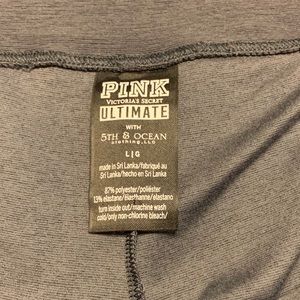 PINK
VICTORIA'S SECRET
ULTIMATE
WITH
5TH & OCEAN
clothing, LLC
L|G
made in
Sri Lanka/fabriqué au
Sri Lanka/hecho en Sri Lanka
87% polyester/poliéster
13% elastane/élasthanne/elastano
turn inside out/machine wash
cold/only non-chlorine bleach/